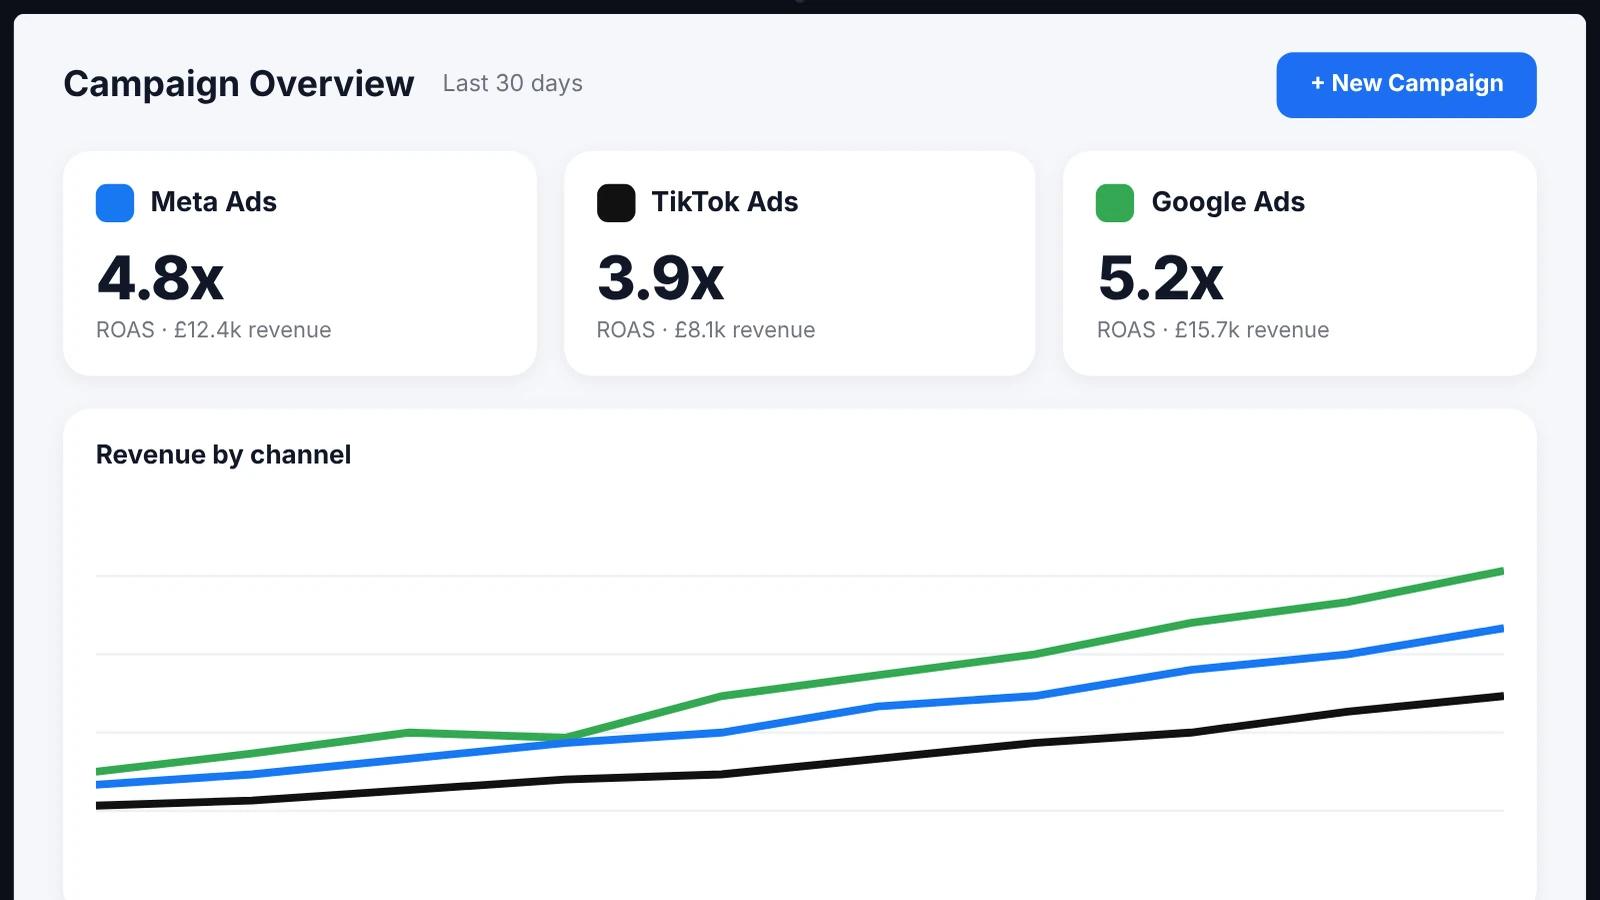 Campaign Overview Last 30 days
+ New Campaign
Meta Ads
4.8x
ROAS · £12.4k revenue
TikTok Ads
3.9x
ROAS · £8.1k revenue
Google Ads
5.2x
ROAS · £15.7k revenue
Revenue by channel